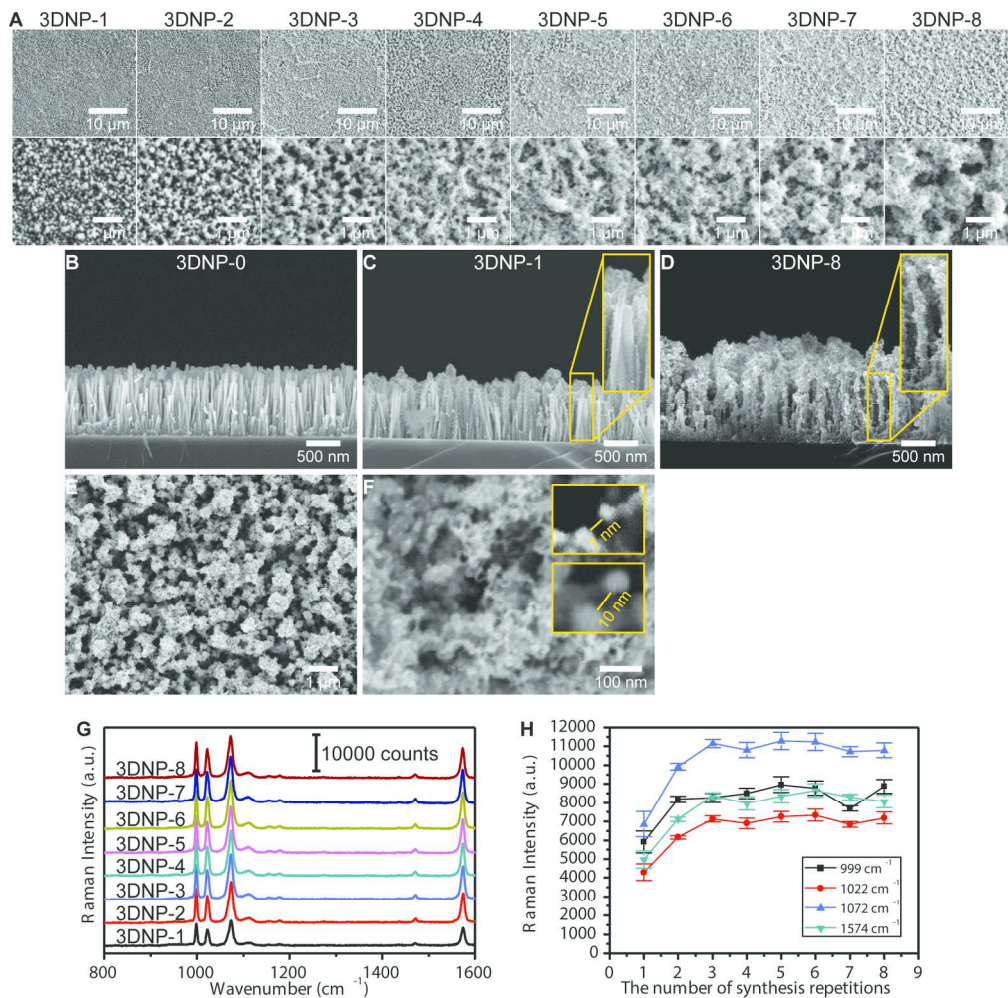 A 3DNP-1 3DNP-2 3DNP-3 3DNP-4 3DNP-5 3DNP-6 3DNP-7 3DNP-8
10 µm 10 µm 10 µm 10 µm 10 µm 10 µm 10 µm 10 µm
1 µm 1 µm 1 µm 1 µm 1 µm 1 µm 1 µm 1 µm
B 3DNP-0
500 nm
C 3DNP-1
500 nm
D 3DNP-8
500 nm
E
1 µm
F
7 nm
10 nm
100 nm
G
10000 counts
3DNP-8
3DNP-7
3DNP-6
3DNP-5
3DNP-4
3DNP-3
3DNP-2
3DNP-1
Raman Intensity (a.u.)
800 1000 1200 1400 1600
Wavenumber (cm⁻¹)
H
12000
11000
10000
9000
8000
7000
6000
5000
4000
3000
2000
1000
0
Raman Intensity (a.u.)
999 cm⁻¹
1022 cm⁻¹
1072 cm⁻¹
1574 cm⁻¹
0 1 2 3 4 5 6 7 8 9
The number of synthesis repetitions